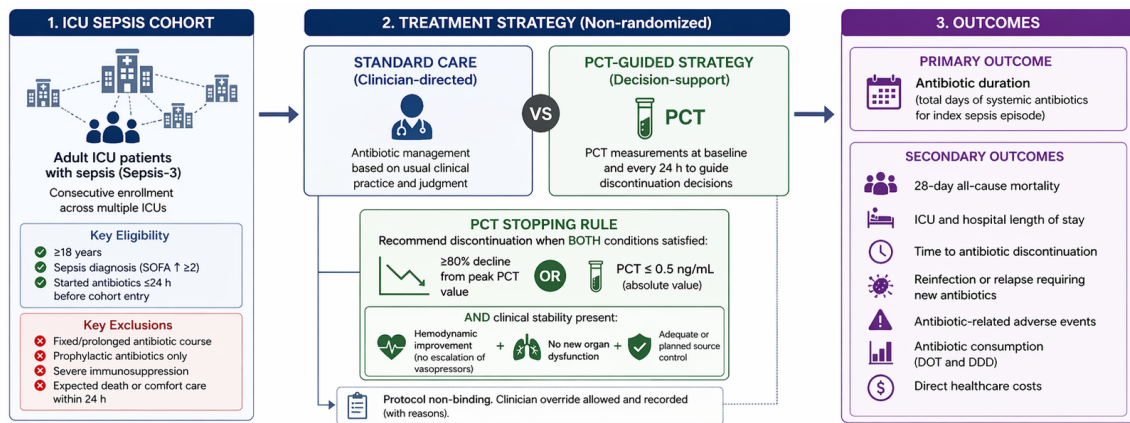 1. ICU SEPSIS COHORT
Adult ICU patients
with sepsis (Sepsis-3)
Consecutive enrollment
across multiple ICUs
Key Eligibility
≥18 years
Sepsis diagnosis (SOFA ↑ ≥2)
Started antibiotics ≤24 h
before cohort entry
Key Exclusions
Fixed/prolonged antibiotic course
Prophylactic antibiotics only
Severe immunosuppression
Expected death or comfort care
within 24 h
2. TREATMENT STRATEGY (Non-randomized)
STANDARD CARE
(Clinician-directed)
Antibiotic management
based on usual clinical
practice and judgment
VS
PCT-GUIDED STRATEGY
(Decision-support)
PCT
PCT measurements at baseline
and every 24 h to guide
discontinuation decisions
PCT STOPPING RULE
Recommend discontinuation when BOTH conditions satisfied:
≥80% decline
from peak PCT
value
OR
PCT ≤ 0.5 ng/mL
(absolute value)
AND clinical stability present:
Hemodynamic
improvement
(no escalation of
vasopressors)
+
No new organ
dysfunction
+
Adequate or
planned source
control
Protocol non-binding. Clinician override allowed and recorded
(with reasons).
3. OUTCOMES
PRIMARY OUTCOME
Antibiotic duration
(total days of systemic antibiotics
for index sepsis episode)
SECONDARY OUTCOMES
28-day all-cause mortality
ICU and hospital length of stay
Time to antibiotic discontinuation
Reinfection or relapse requiring
new antibiotics
Antibiotic-related adverse events
Antibiotic consumption
(DOT and DDD)
$
Direct healthcare costs